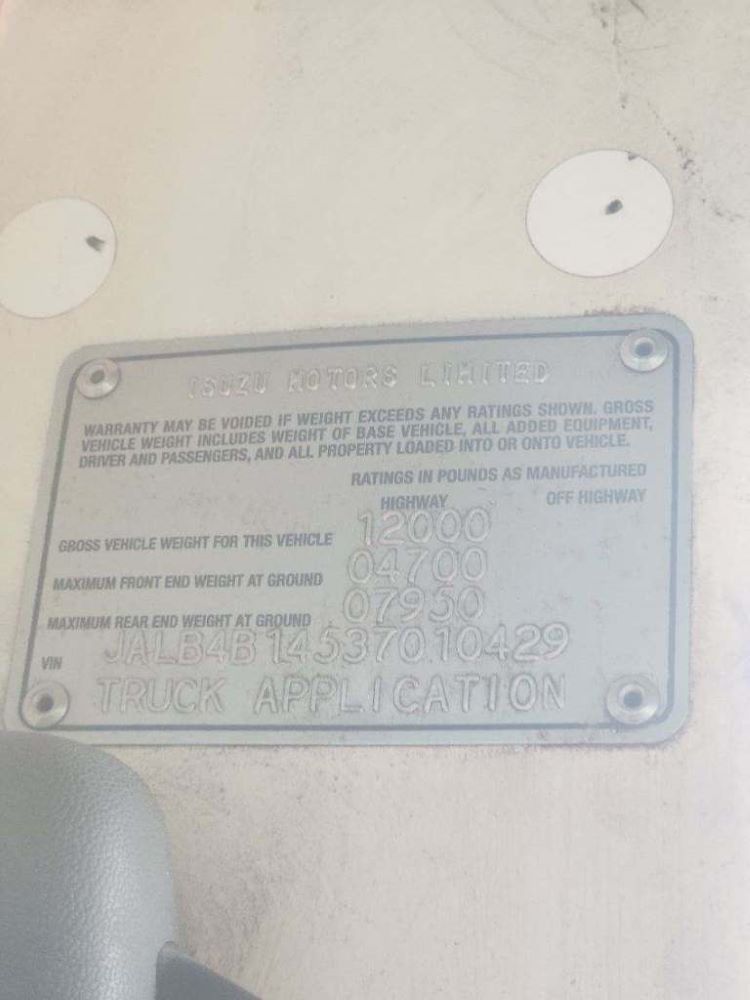 ISUZU MOTORS LIMITED
WARRANTY MAY BE VOIDED IF WEIGHT EXCEEDS ANY RATINGS SHOWN. GROSS
VEHICLE WEIGHT INCLUDES WEIGHT OF BASE VEHICLE, ALL ADDED EQUIPMENT,
DRIVER AND PASSENGERS, AND ALL PROPERTY LOADED INTO OR ONTO VEHICLE.
RATINGS IN POUNDS AS MANUFACTURED
HIGHWAY OFF HIGHWAY
GROSS VEHICLE WEIGHT FOR THIS VEHICLE 12000
MAXIMUM FRONT END WEIGHT AT GROUND 04700
MAXIMUM REAR END WEIGHT AT GROUND 07950
VIN JALB4B14537010429
TRUCK APPLICATION